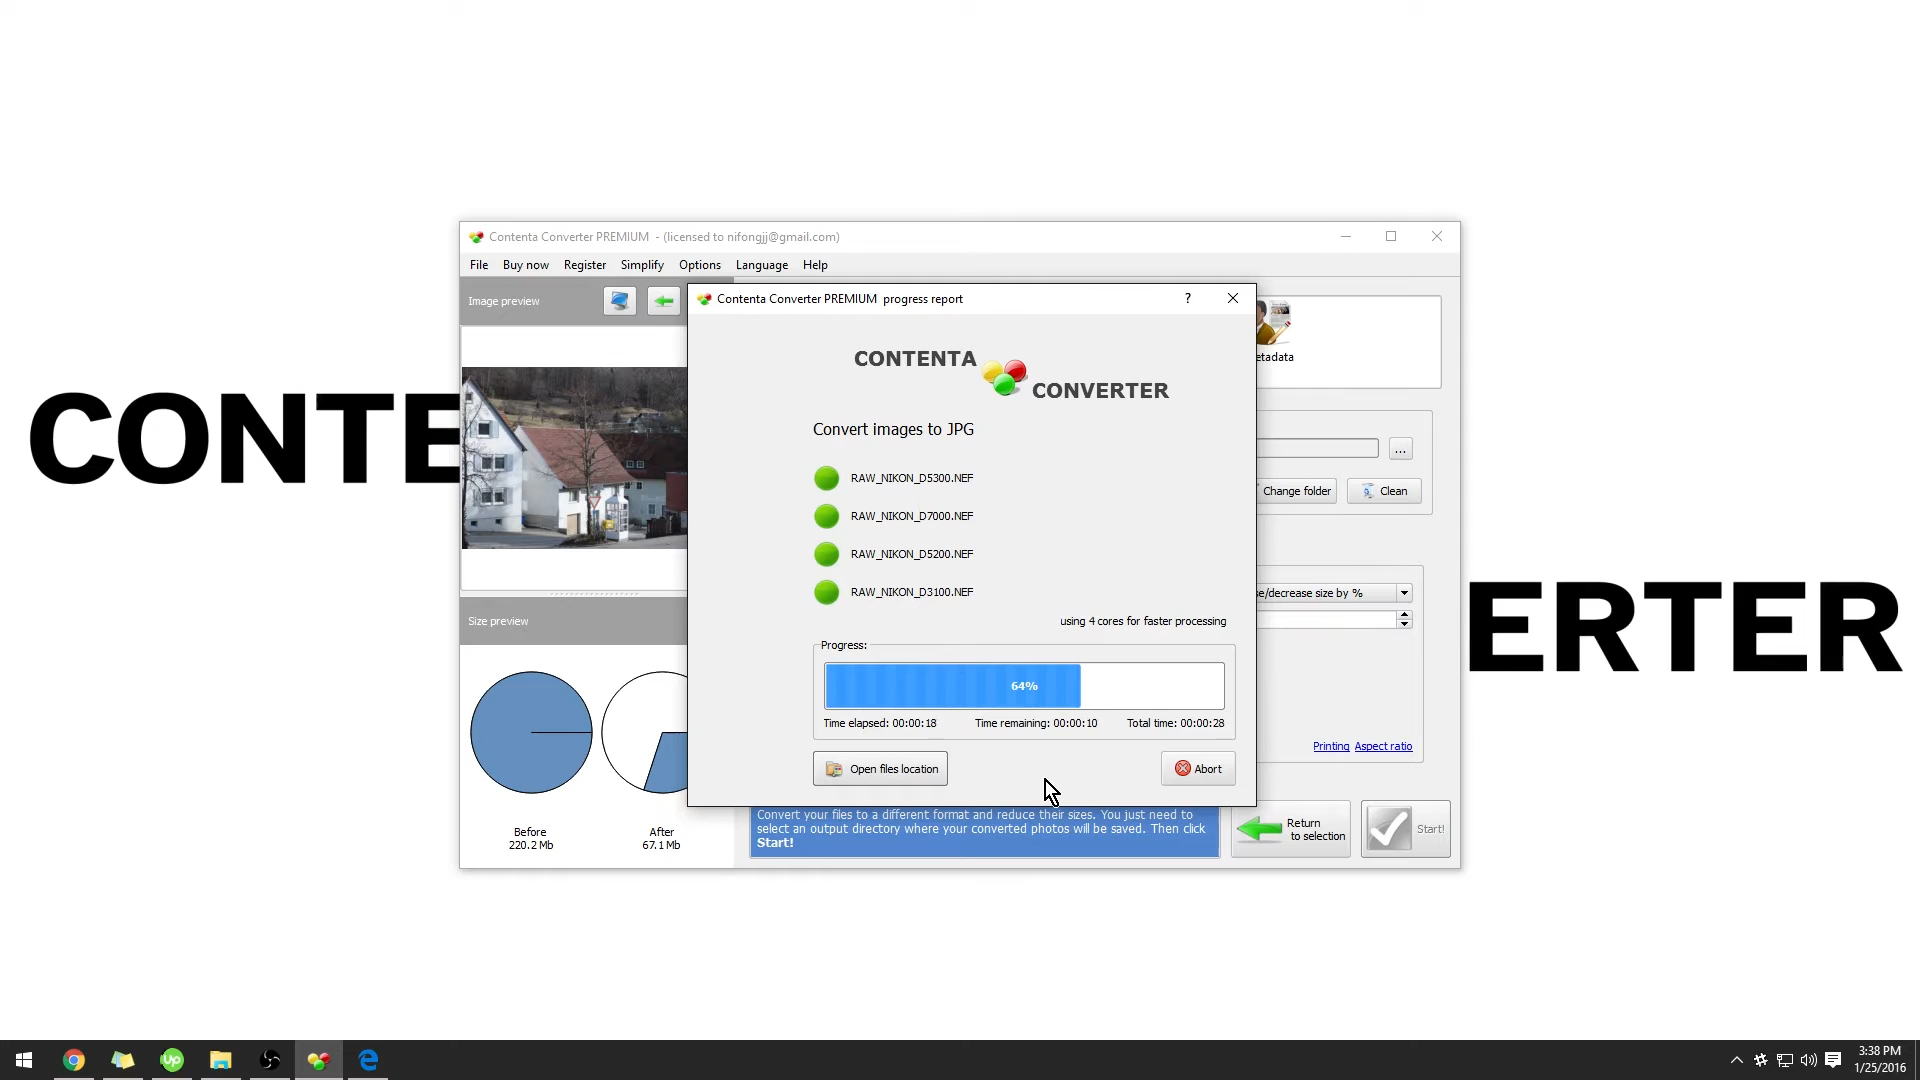 CONTE
ERTER
Contenta Converter PREMIUM - (licensed to nifongjj@gmail.com)
File Buy now Register Simplify Options Language Help
Image preview
Contenta Converter PREMIUM progress report
?
etadata
CONTENTA
CONVERTER
Convert images to JPG
RAW_NIKON_D5300.NEF
RAW_NIKON_D7000.NEF
RAW_NIKON_D5200.NEF
RAW_NIKON_D3100.NEF
using 4 cores for faster processing
Progress:
64%
Time elapsed: 00:00:18 Time remaining: 00:00:10 Total time: 00:00:28
Open files location
Abort
...
Change folder
Clean
se/decrease size by %
Printing Aspect ratio
Size preview
Before
220.2 Mb
After
67.1 Mb
Convert your files to a different format and reduce their sizes. You just need to
select an output directory where your converted photos will be saved. Then click
Start!
Return
to selection
Start!
up
3:38 PM
1/25/2016